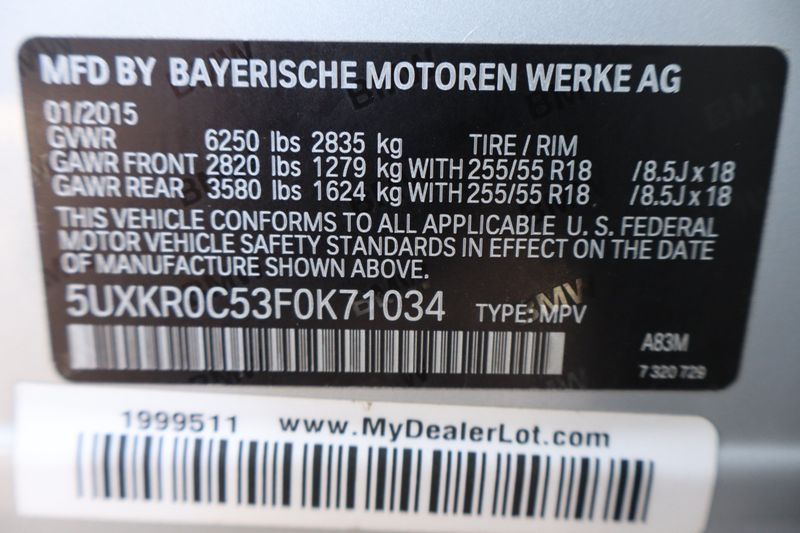 MFD BY BAYERISCHE MOTOREN WERKE AG
01/2015
GVWR 6250 lbs 2835 kg TIRE / RIM
GAWR FRONT 2820 lbs 1279 kg WITH 255/55 R18 /8.5J x 18
GAWR REAR 3580 lbs 1624 kg WITH 255/55 R18 /8.5J x 18
THIS VEHICLE CONFORMS TO ALL APPLICABLE U. S. FEDERAL
MOTOR VEHICLE SAFETY STANDARDS IN EFFECT ON THE DATE
OF MANUFACTURE SHOWN ABOVE.
5UXKR0C53F0K71034 TYPE: MPV
A83M
7 320 729
1999511 www.MyDealerLot.com